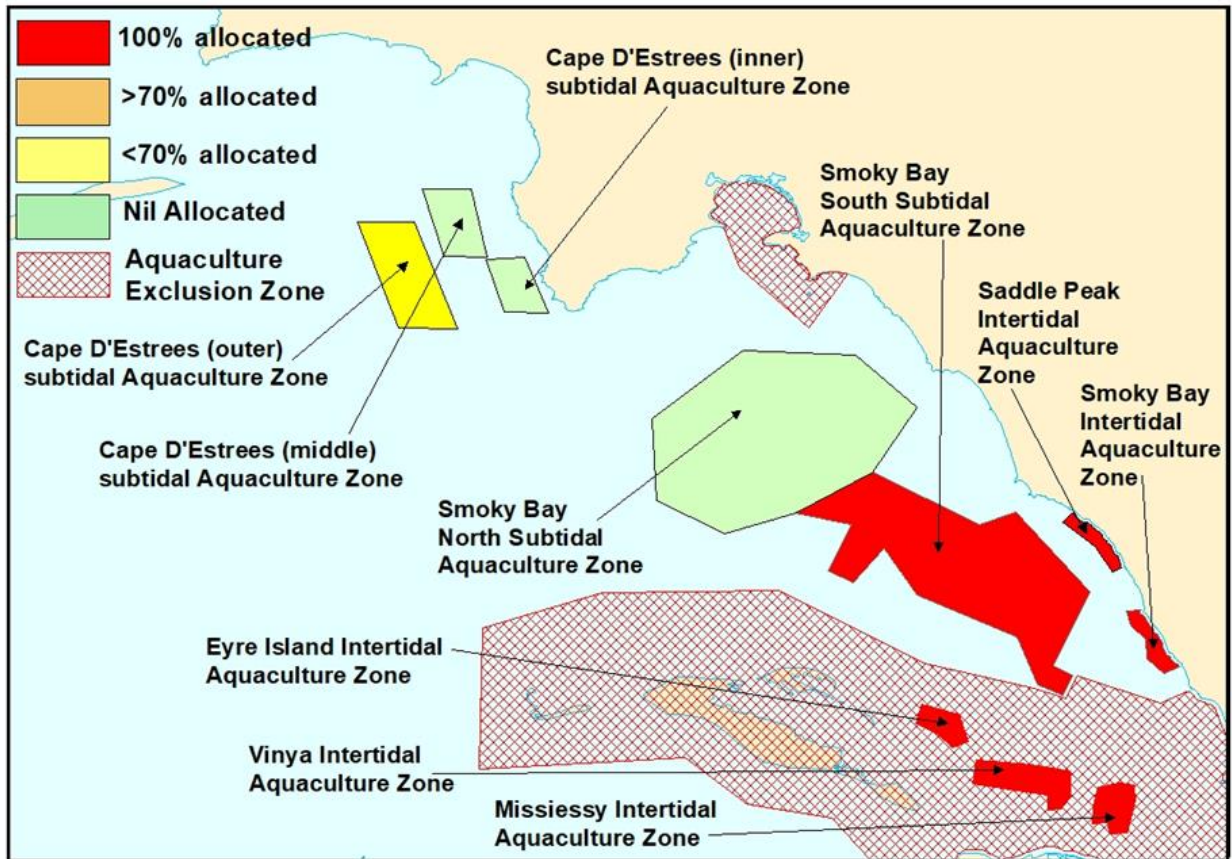 100% allocated
>70% allocated
<70% allocated
Nil Allocated
Aquaculture
Exclusion Zone
Cape D'Estrees (inner)
subtidal Aquaculture Zone
Smoky Bay
South Subtidal
Aquaculture Zone
Saddle Peak
Intertidal
Aquaculture
Zone
Smoky Bay
Intertidal
Aquaculture
Zone
Cape D'Estrees (outer)
subtidal Aquaculture Zone
Cape D'Estrees (middle)
subtidal Aquaculture Zone
Smoky Bay
North Subtidal
Aquaculture Zone
Eyre Island Intertidal
Aquaculture Zone
Vinya Intertidal
Aquaculture Zone
Missiessy Intertidal
Aquaculture Zone